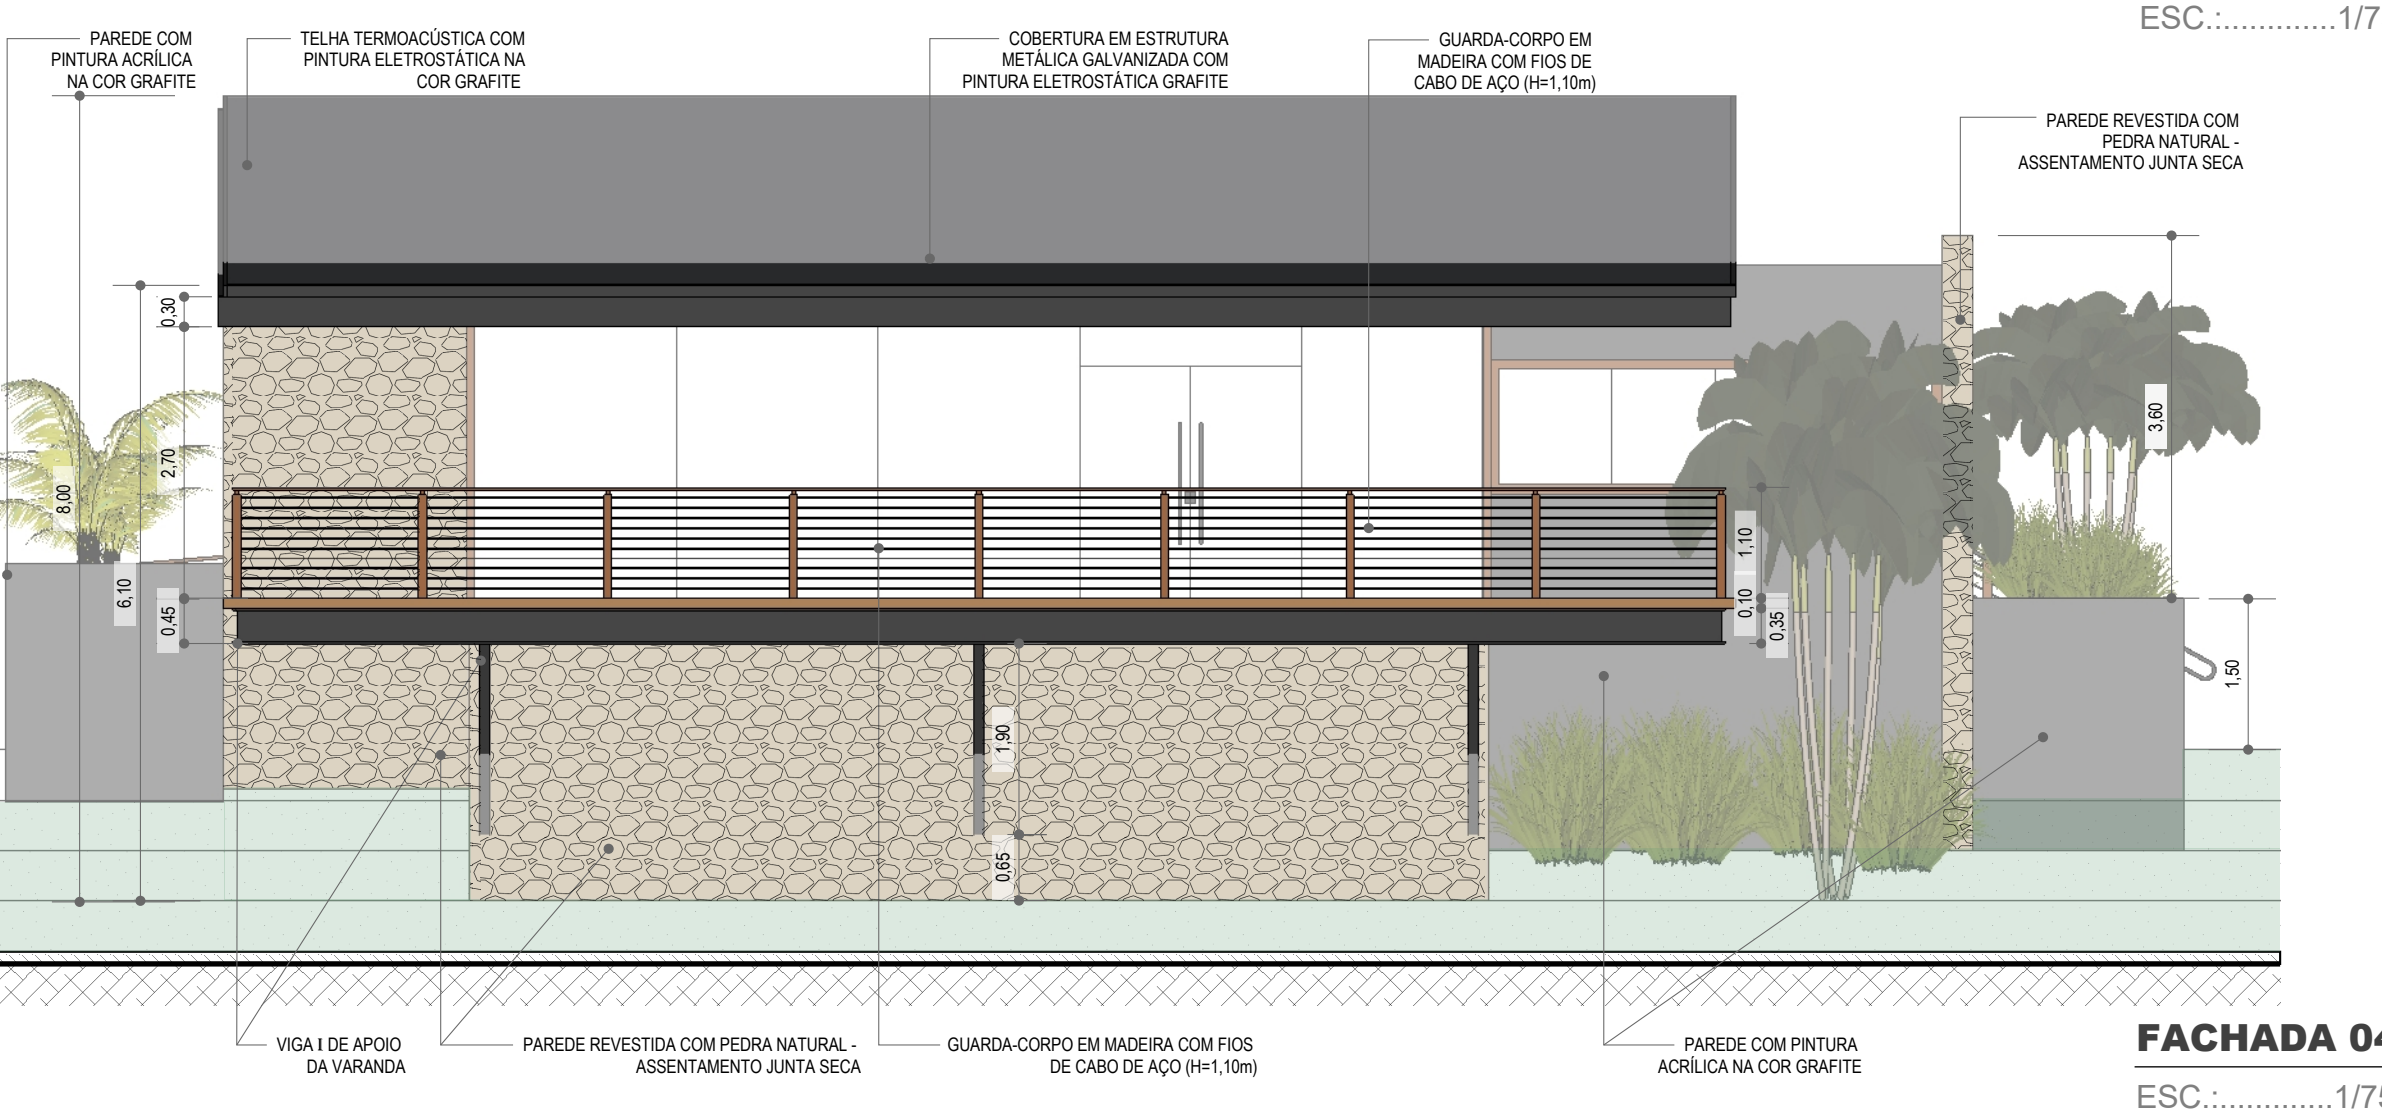 ESC.:.............1/7
PAREDE COM
PINTURA ACRÍLICA
NA COR GRAFITE
TELHA TERMOACÚSTICA COM
PINTURA ELETROSTÁTICA NA
COR GRAFITE
COBERTURA EM ESTRUTURA
METÁLICA GALVANIZADA COM
PINTURA ELETROSTÁTICA GRAFITE
GUARDA-CORPO EM
MADEIRA COM FIOS DE
CABO DE AÇO (H=1,10m)
PAREDE REVESTIDA COM
PEDRA NATURAL -
ASSENTAMENTO JUNTA SECA
0,30
2,70
8,00
6,10
0,45
3,60
1,10
0,10
0,35
1,50
1,90
0,65
VIGA I DE APOIO
DA VARANDA
PAREDE REVESTIDA COM PEDRA NATURAL -
ASSENTAMENTO JUNTA SECA
GUARDA-CORPO EM MADEIRA COM FIOS
DE CABO DE AÇO (H=1,10m)
PAREDE COM PINTURA
ACRÍLICA NA COR GRAFITE
FACHADA 04
ESC.:.............1/75